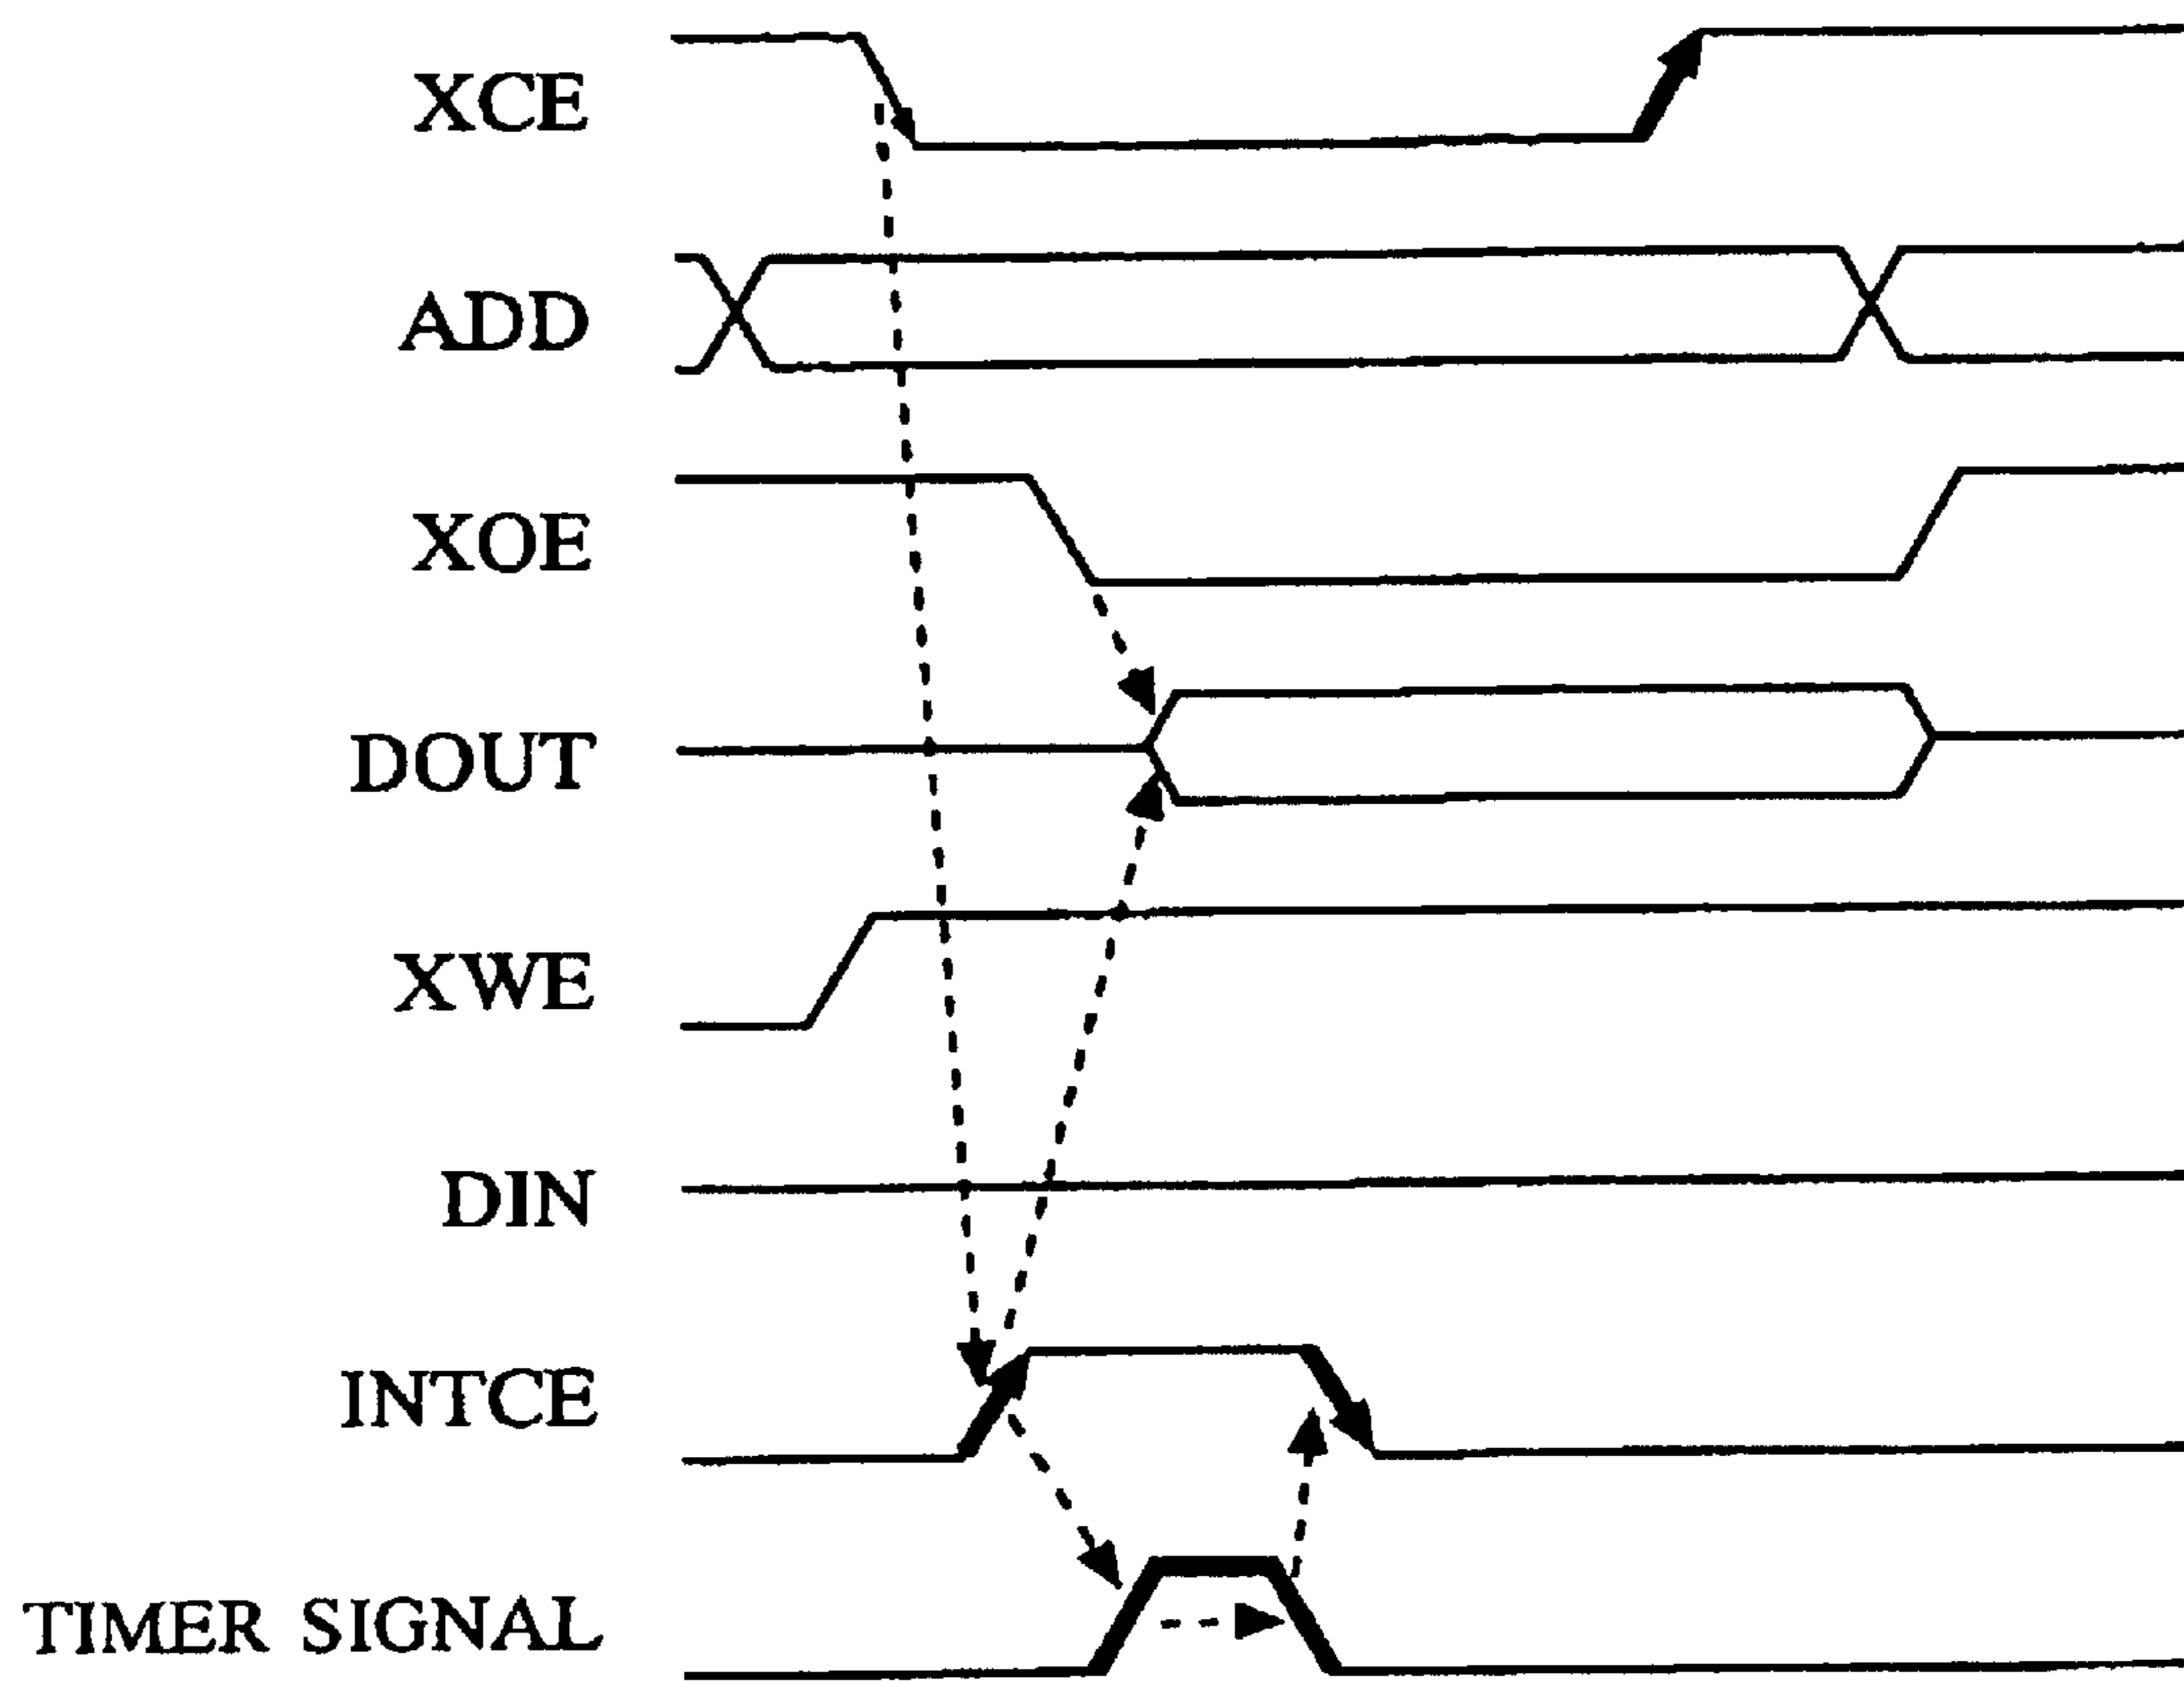 XCE
ADD
XOE
DOUT
XWE
DIN
INTCE
TIMER SIGNAL